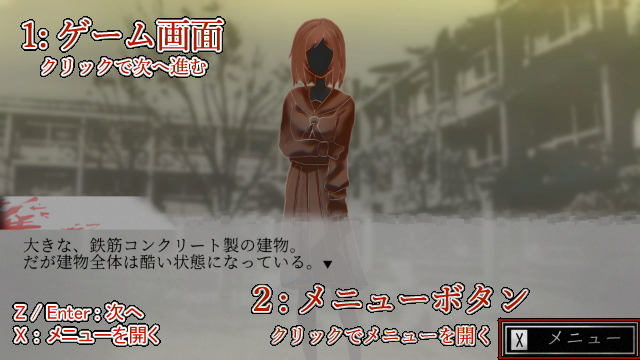 1: ゲーム画面
クリックで次へ進む
大きな、鉄筋コンクリート製の建物。
だが建物全体は酷い状態になっている。▼
2: メニューボタン
Z / Enter : 次へ
X : メニューを開く
クリックでメニューを開く
X メニュー